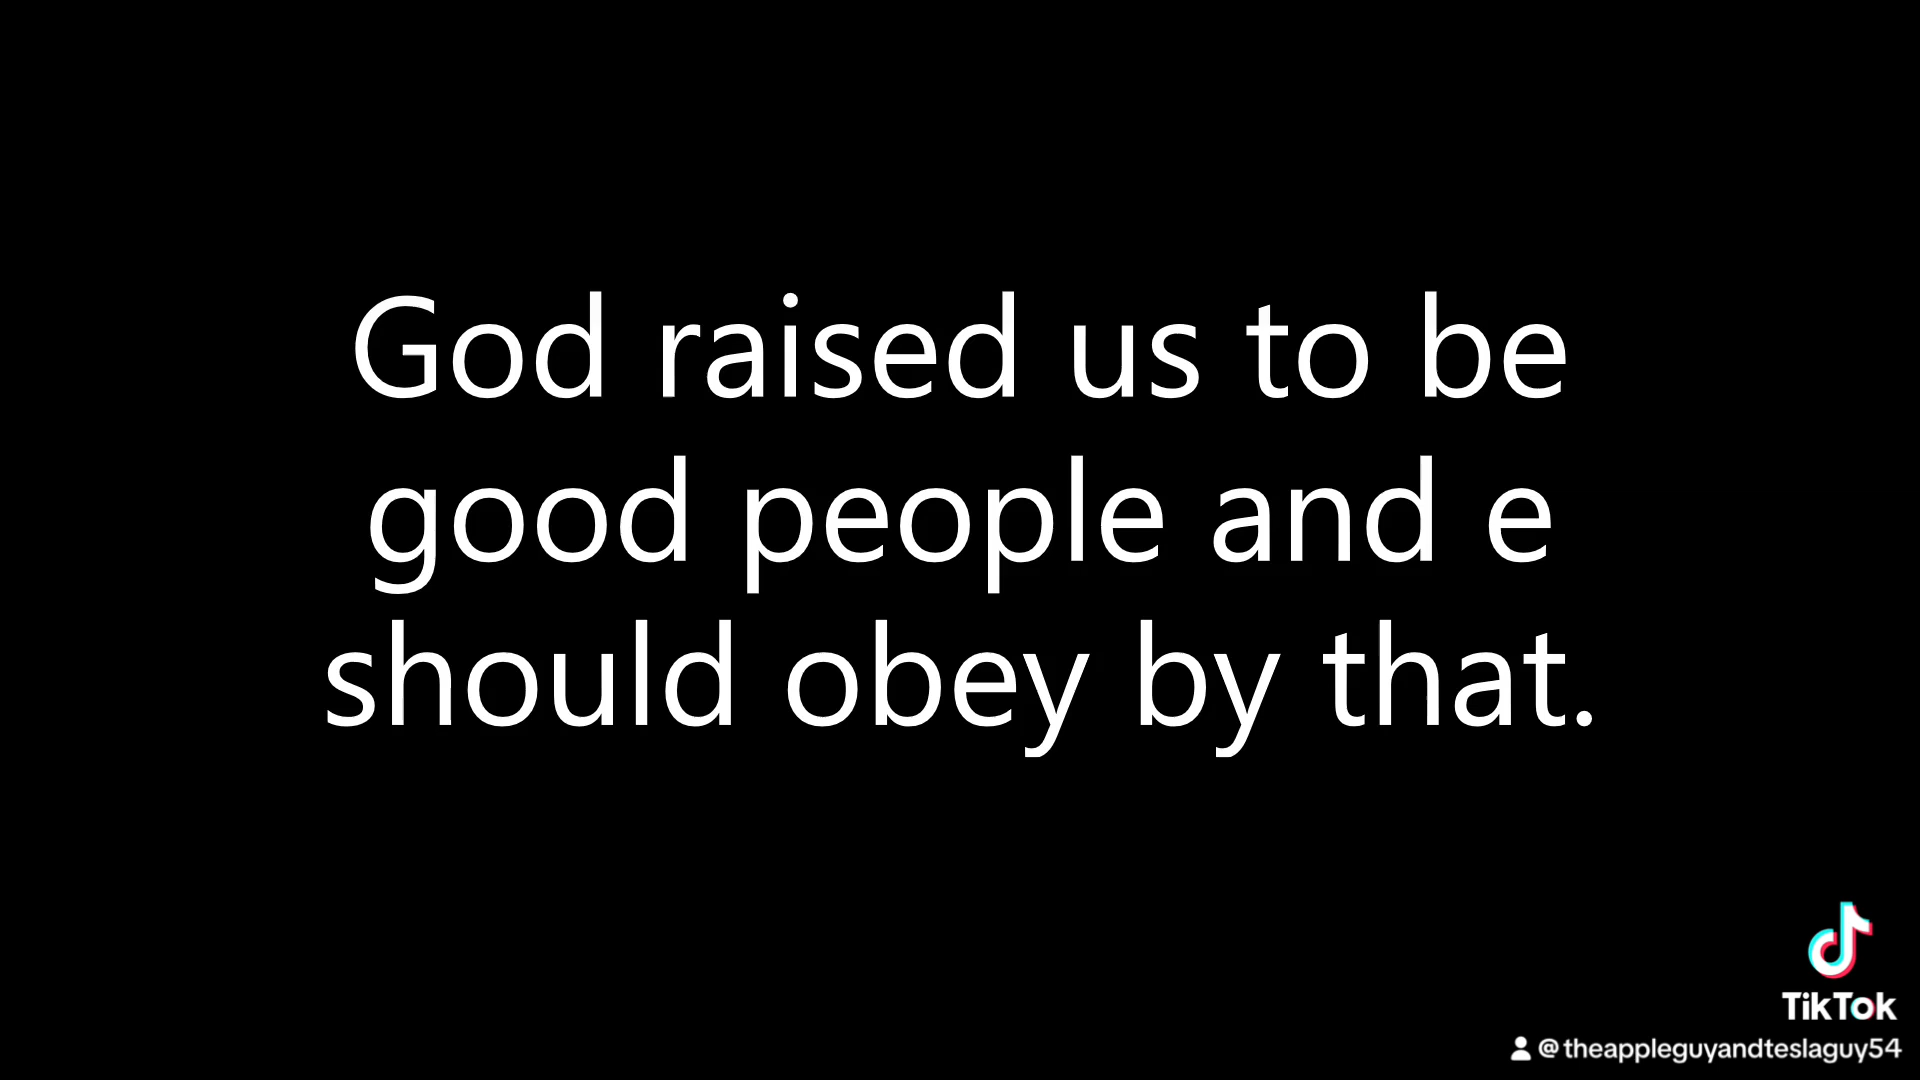 God raised us to be
good people and e
should obey by that.
TikTok
@theappleguyandteslaguy54